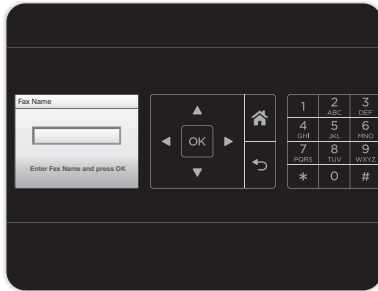 Fax Name
Enter Fax Name and press OK
OK
1
2
ABC
3
DEF
4
GHI
5
JKL
6
MNO
7
PQRS
8
TUV
9
WXYZ
*
0
#